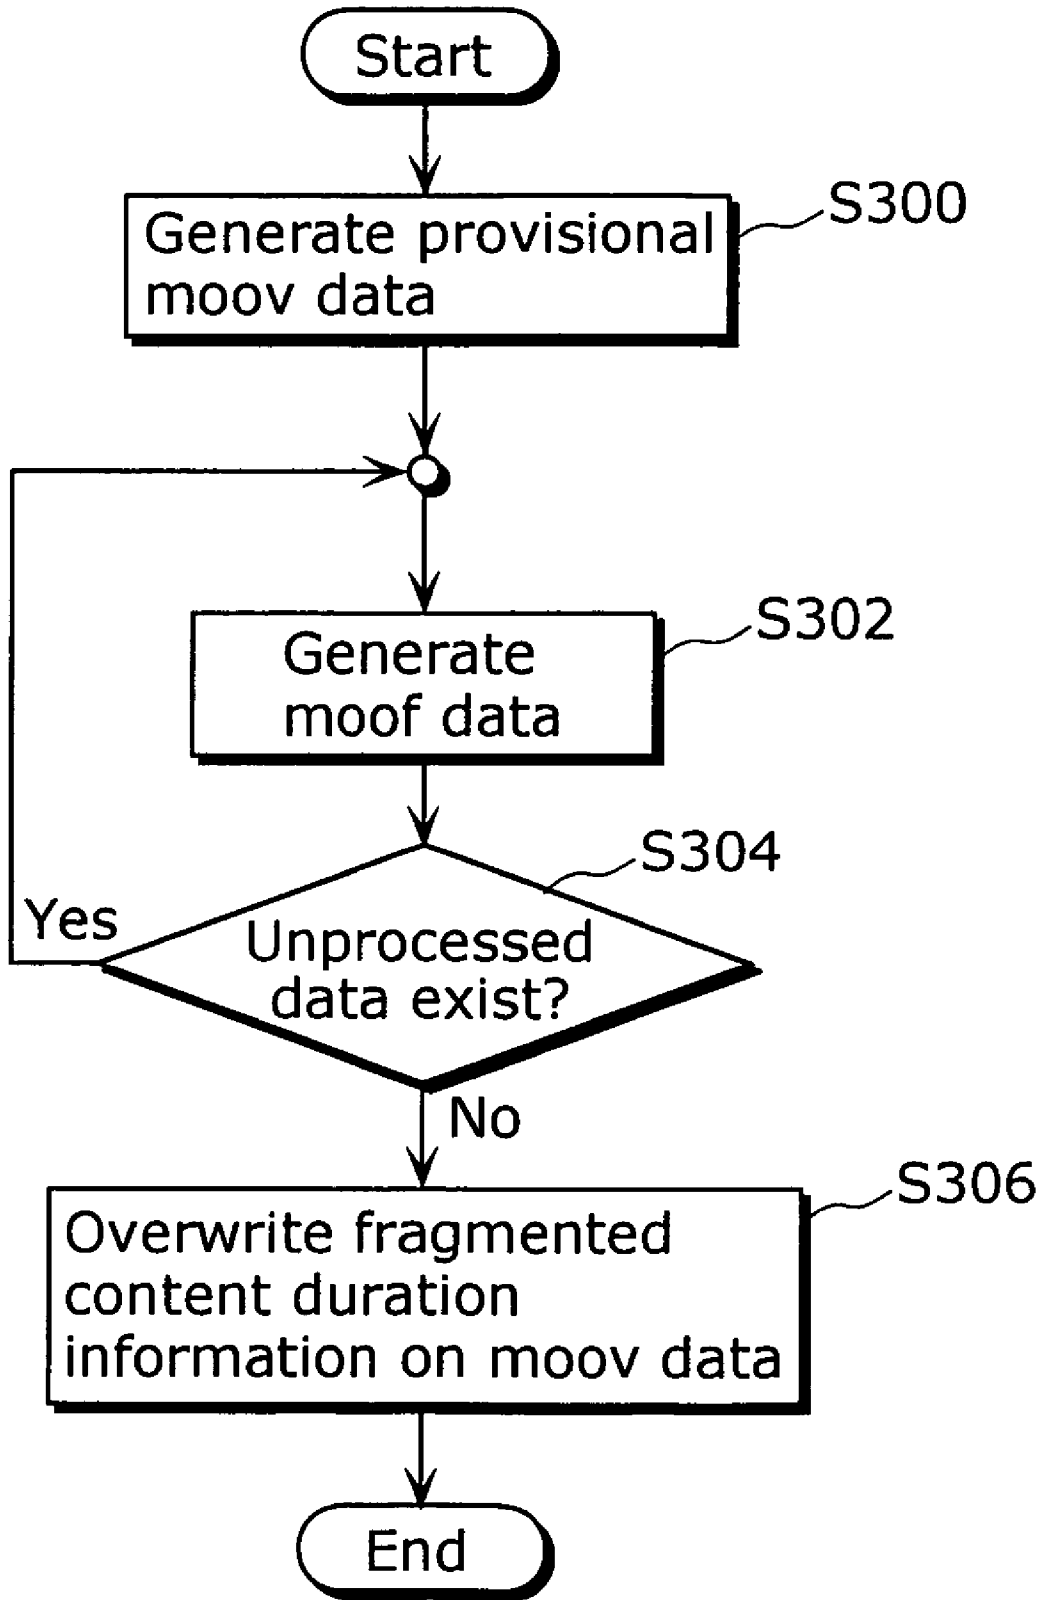 Start
S300
Generate provisional
moov data
S302
Generate
moof data
S304
Yes
Unprocessed
data exist?
No
S306
Overwrite fragmented
content duration
information on moov data
End